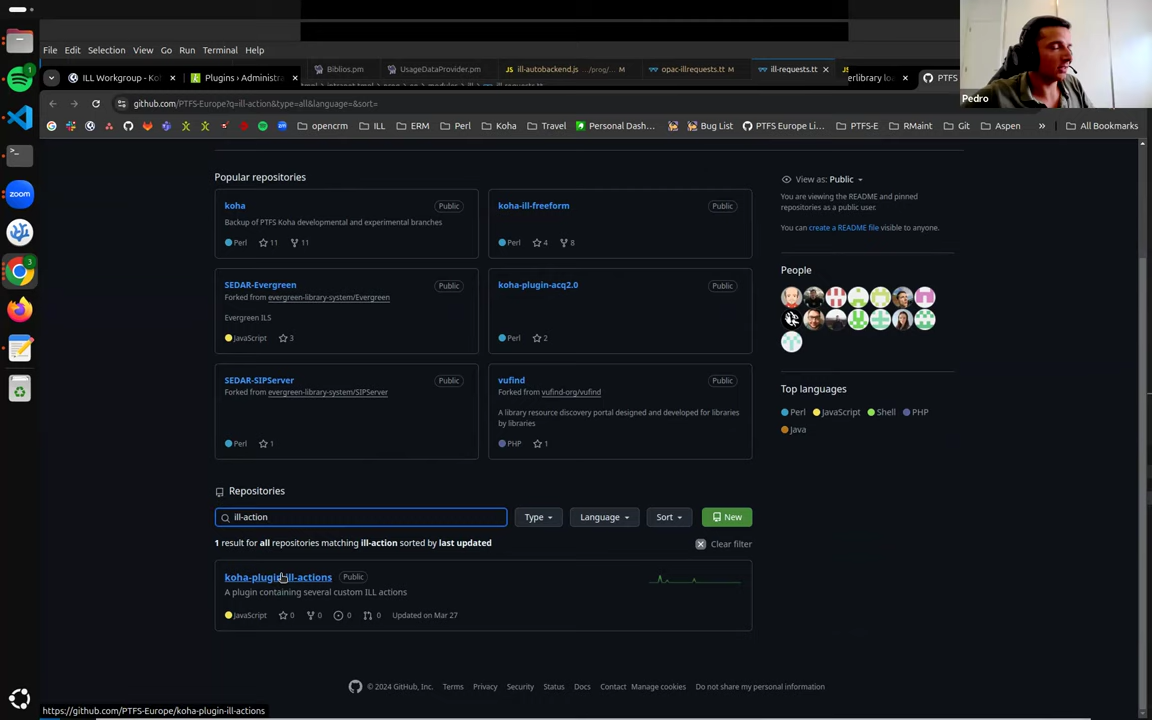 File Edit Selection View Go Run Terminal Help
Biblios.pm UsageDataProvider.pm ill-autobackend.js .../prog/... M opac-illrequests.tt M ill-requests.tt
ILL Workgroup - Ko Plugins › Administra erlibrary loa PTFS
github.com/PTFS-Europe?q=ill-action&type=all&language=&sort=
opencrm ILL ERM Perl Koha Travel Personal Dash... Bug List PTFS Europe Li... PTFS-E RMaint Git Aspen » All Bookmarks
Pedro
Popular repositories
koha Public
Backup of PTFS Koha developmental and experimental branches
Perl 11 11
koha-ill-freeform Public
Perl 4 8
SEDAR-Evergreen Public
Forked from evergreen-library-system/Evergreen
Evergreen ILS
JavaScript 3
koha-plugin-acq2.0 Public
Perl 2
SEDAR-SIPServer Public
Forked from evergreen-library-system/SIPServer
Perl 1
vufind Public
Forked from vufind-org/vufind
A library resource discovery portal designed and developed for libraries
by libraries
PHP 1
View as: Public
You are viewing the README and pinned
repositories as a public user.
You can create a README file visible to anyone.
People
Top languages
Perl JavaScript Shell PHP
Java
Repositories
ill-action Type Language Sort New
1 result for all repositories matching ill-action sorted by last updated Clear filter
koha-plugin-ill-actions Public
A plugin containing several custom ILL actions
JavaScript 0 0 0 0 Updated on Mar 27
© 2024 GitHub, Inc. Terms Privacy Security Status Docs Contact Manage cookies Do not share my personal information
https://github.com/PTFS-Europe/koha-plugin-ill-actions
zoom
1
3